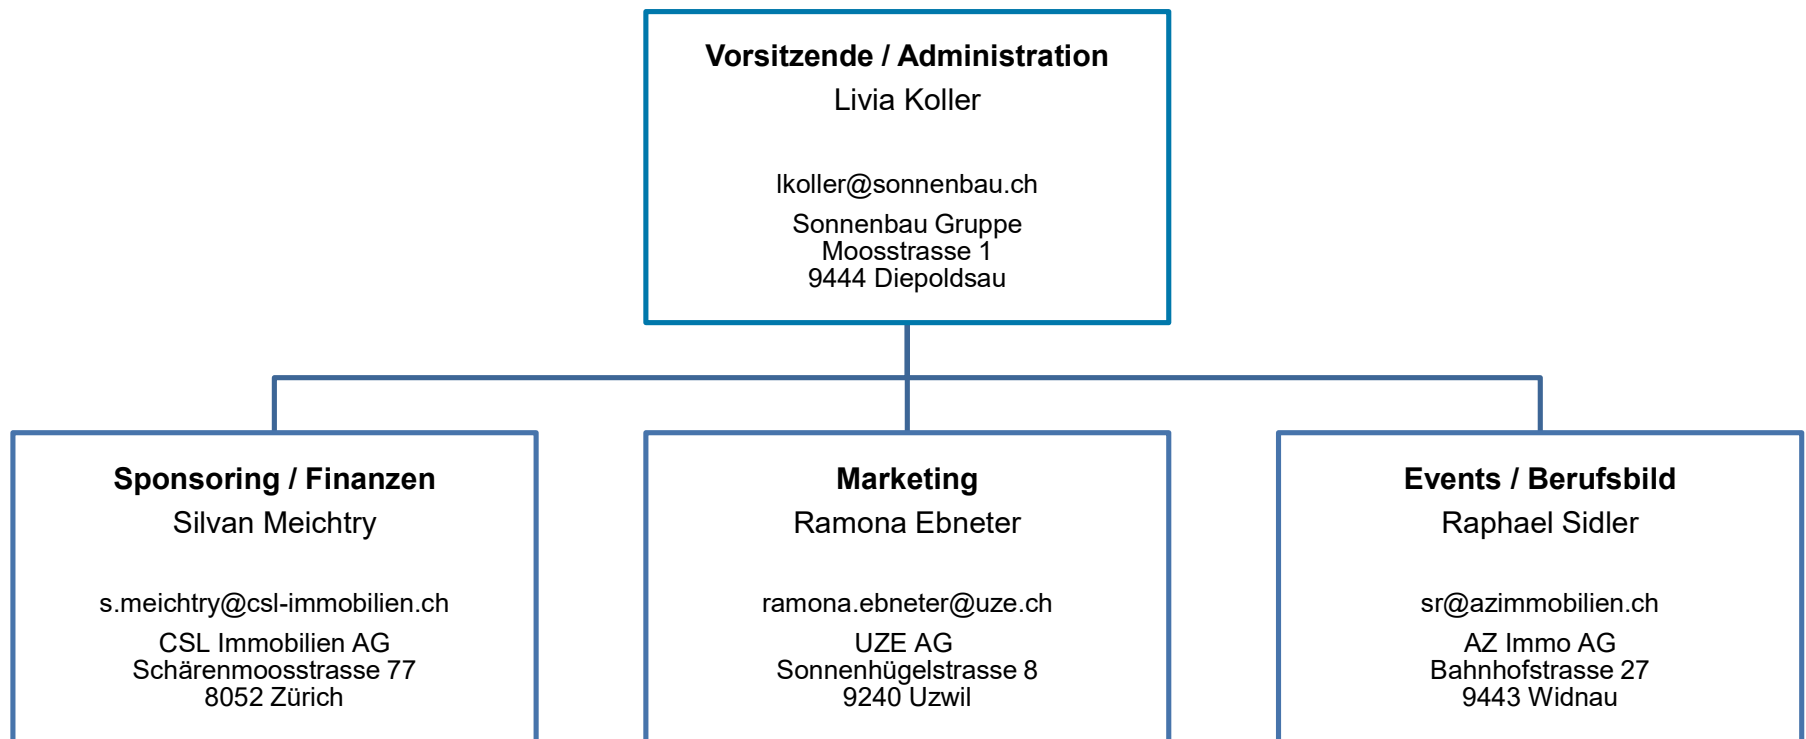 Vorsitzende / Administration
Livia Koller
lkoller@sonnenbau.ch
Sonnenbau Gruppe
Moosstrasse 1
9444 Diepoldsau
Sponsoring / Finanzen
Silvan Meichtry
s.meichtry@csl-immobilien.ch
CSL Immobilien AG
Schärenmoosstrasse 77
8052 Zürich
Marketing
Ramona Ebneter
ramona.ebneter@uze.ch
UZE AG
Sonnenhügelstrasse 8
9240 Uzwil
Events / Berufsbild
Raphael Sidler
sr@azimmobilien.ch
AZ Immo AG
Bahnhofstrasse 27
9443 Widnau